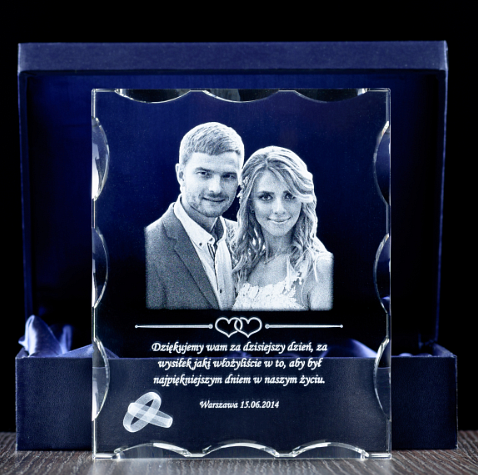 Dziękujemy wam za dzisiejszy dzień, za
wysiłek jaki włożyliście w to, aby był
najpiękniejszym dniem w naszym życiu.
Warszawa 15.06.2014